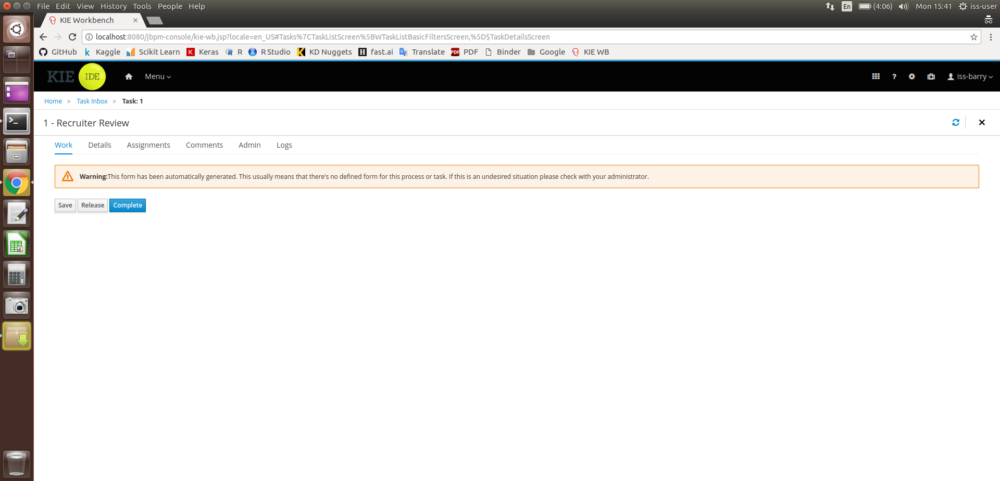 File Edit View History Tools People Help
En (4:06) Mon 15:41 iss-user
KIE Workbench
localhost:8080/jbpm-console/kie-wb.jsp?locale=en_US#Tasks%7CTaskListScreen%5BWTaskListBasicFiltersScreen,%5D$TaskDetailsScreen
GitHub k Kaggle Scikit Learn K Keras R R R RStudio K KD Nuggets H fast.ai Translate PDF PDF Binder Google KIE WB
KIE IDE Menu ? iss-barry
Home » Task Inbox » Task: 1
1 - Recruiter Review
Work Details Assignments Comments Admin Logs
Warning:This form has been automatically generated. This usually means that there's no defined form for this process or task. If this is an undesired situation please check with your administrator.
Save Release Complete